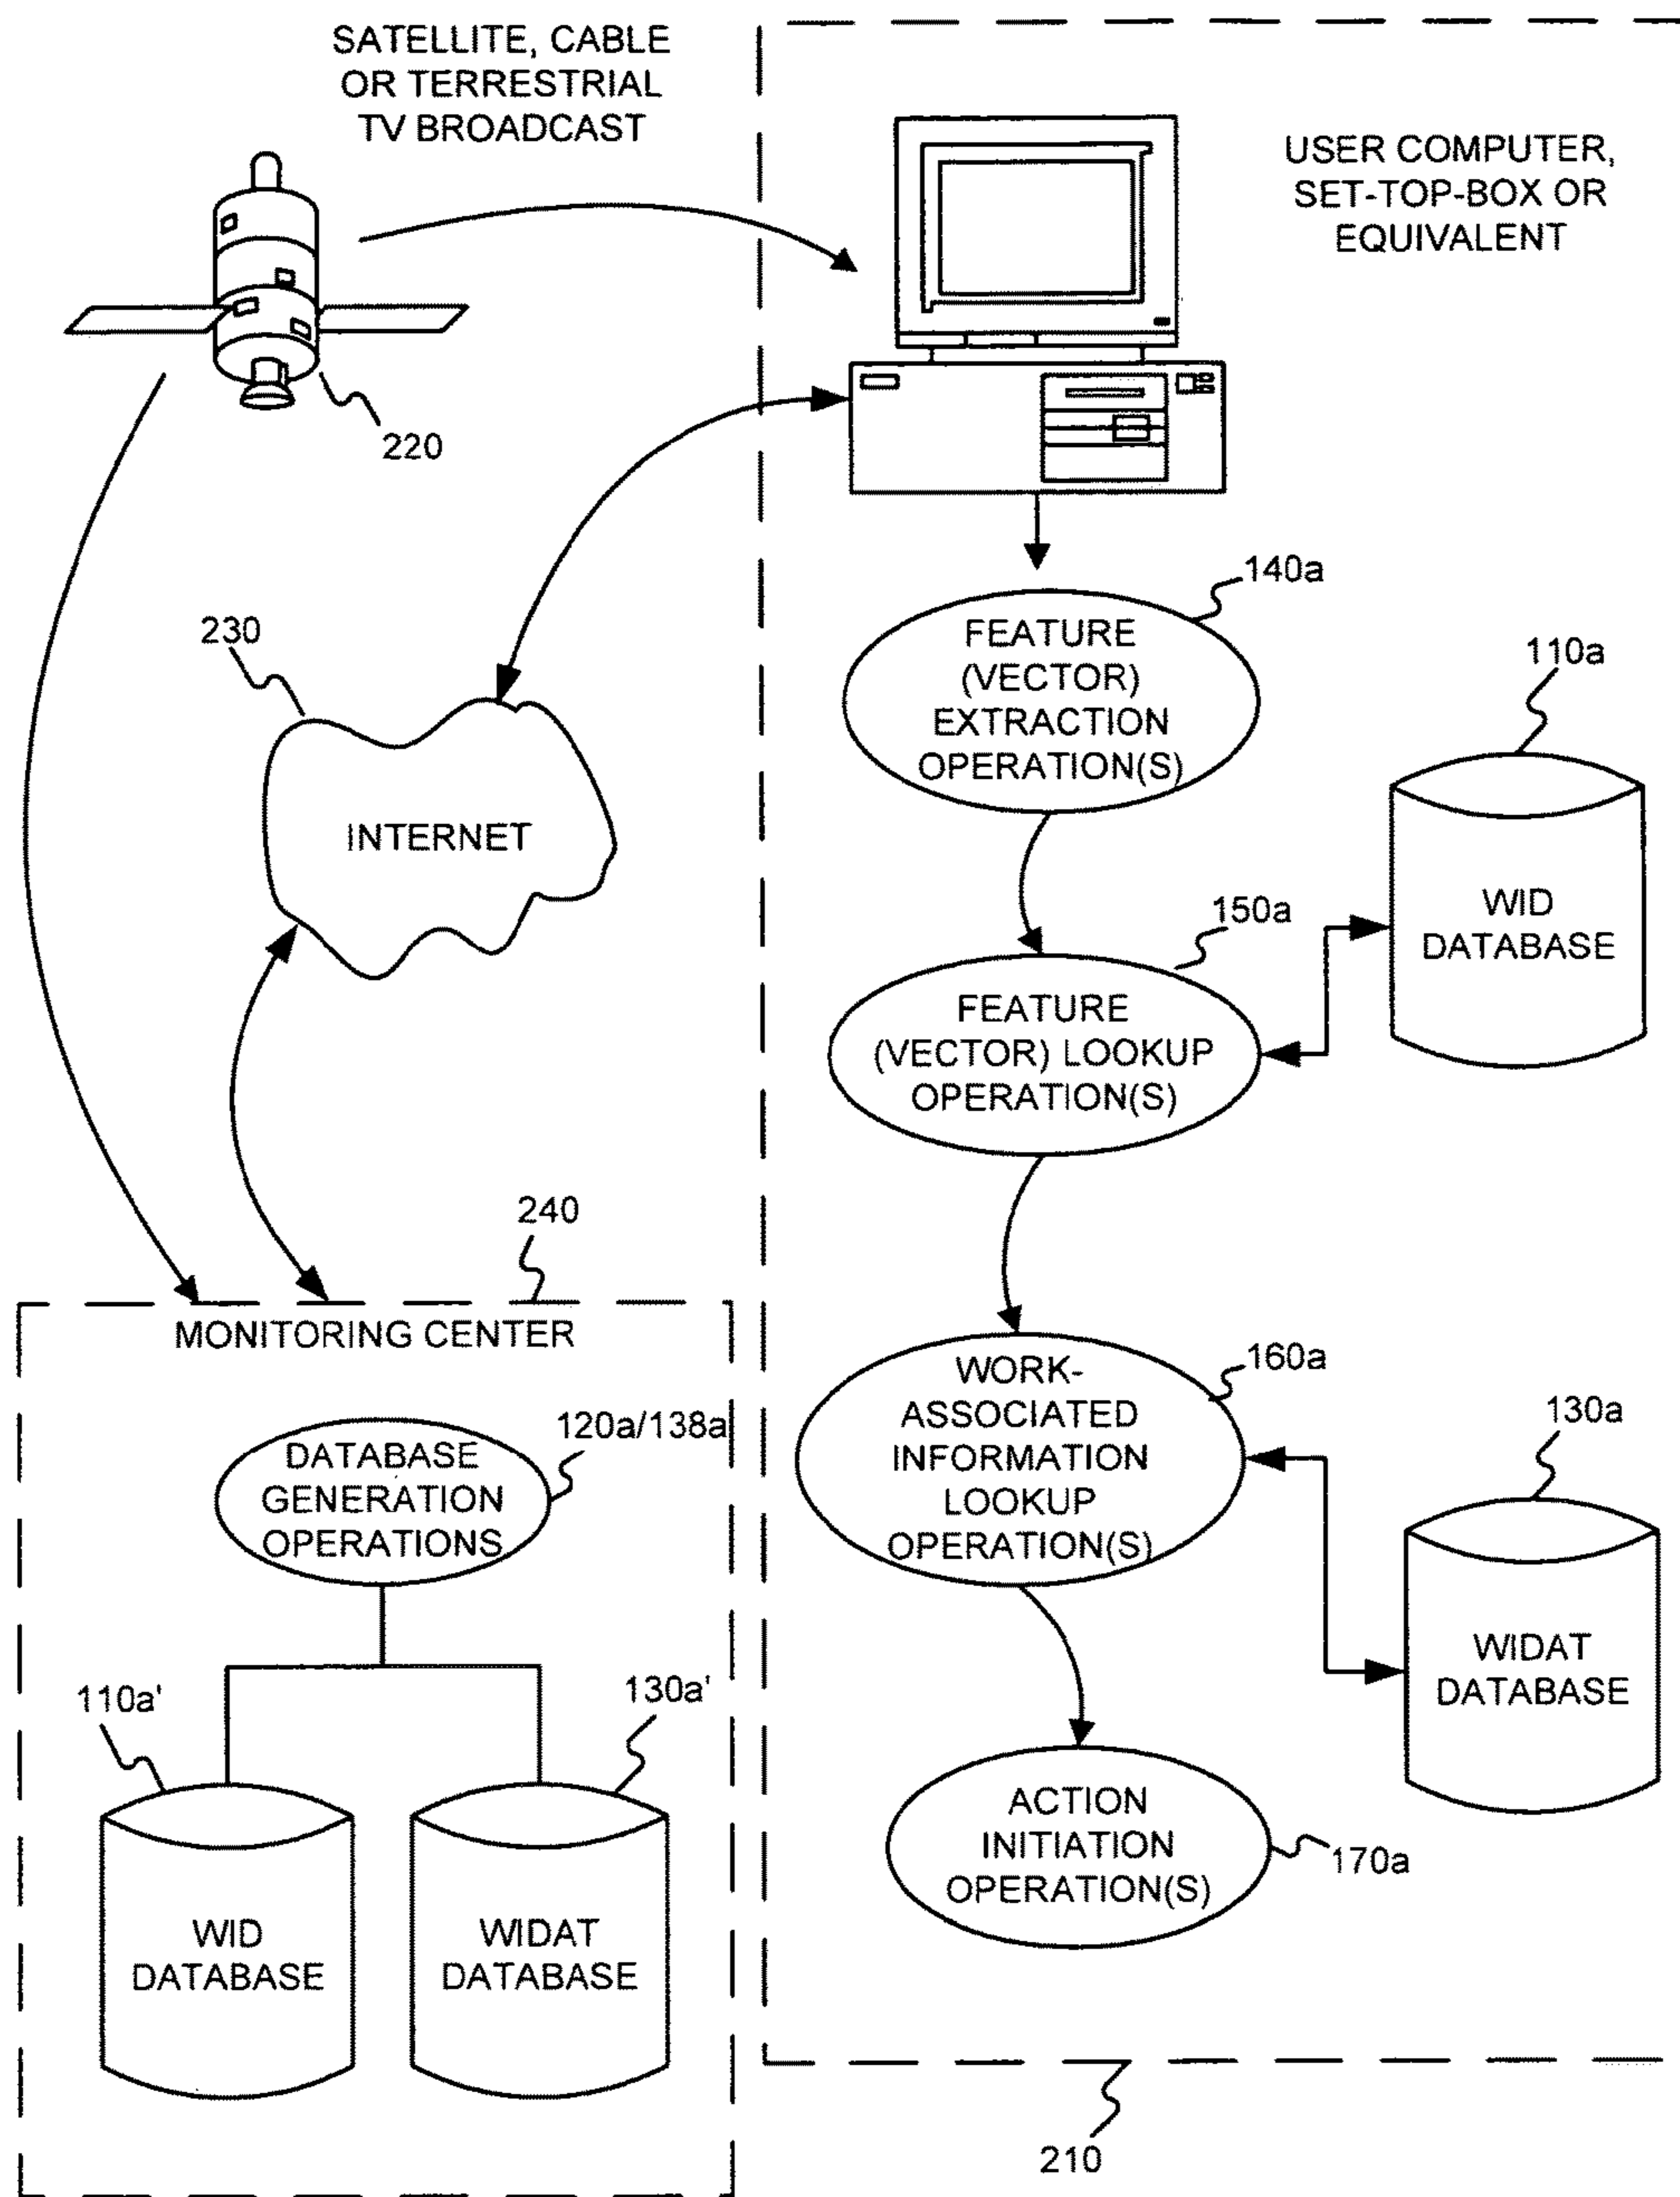 SATELLITE, CABLE
OR TERRESTRIAL
TV BROADCAST
USER COMPUTER,
SET-TOP-BOX OR
EQUIVALENT
220
140a
FEATURE
(VECTOR)
EXTRACTION
OPERATION(S)
230
INTERNET
110a
WID
DATABASE
150a
FEATURE
(VECTOR) LOOKUP
OPERATION(S)
240
MONITORING CENTER
160a
WORK-
ASSOCIATED
INFORMATION
LOOKUP
OPERATION(S)
120a/138a
DATABASE
GENERATION
OPERATIONS
130a
WIDAT
DATABASE
110a'
130a'
WID
DATABASE
WIDAT
DATABASE
ACTION
INITIATION
OPERATION(S)
170a
210